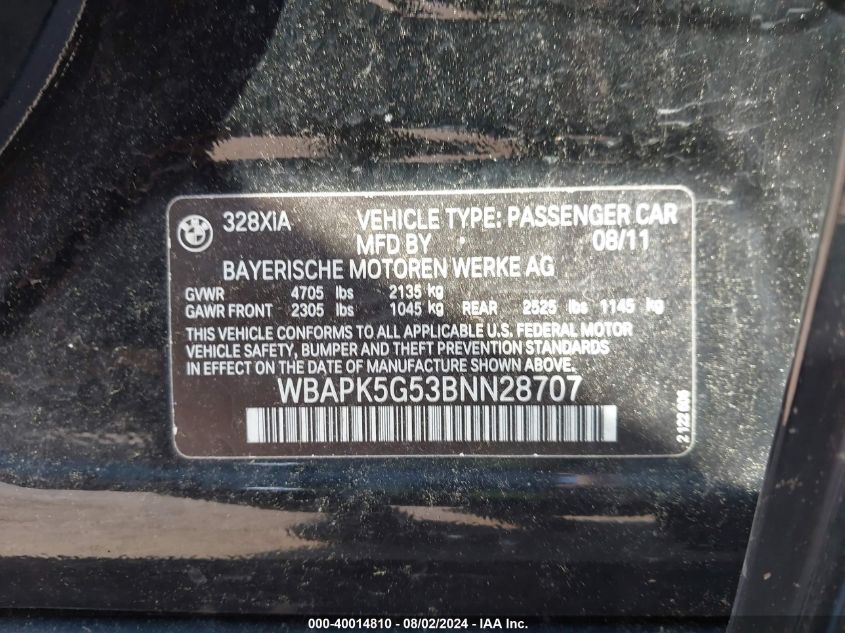 BMW
328XiA VEHICLE TYPE: PASSENGER CAR
MFD BY 08/11
BAYERISCHE MOTOREN WERKE AG
GVWR 4705 lbs 2135 kg
GAWR FRONT 2305 lbs 1045 kg REAR 2525 lbs 1145 kg
THIS VEHICLE CONFORMS TO ALL APPLICABLE U.S. FEDERAL MOTOR
VEHICLE SAFETY, BUMPER AND THEFT PREVENTION STANDARDS
IN EFFECT ON THE DATE OF MANUFACTURE SHOWN ABOVE.
WBAPK5G53BNN28707
000-40014810 - 08/02/2024 - IAA Inc.